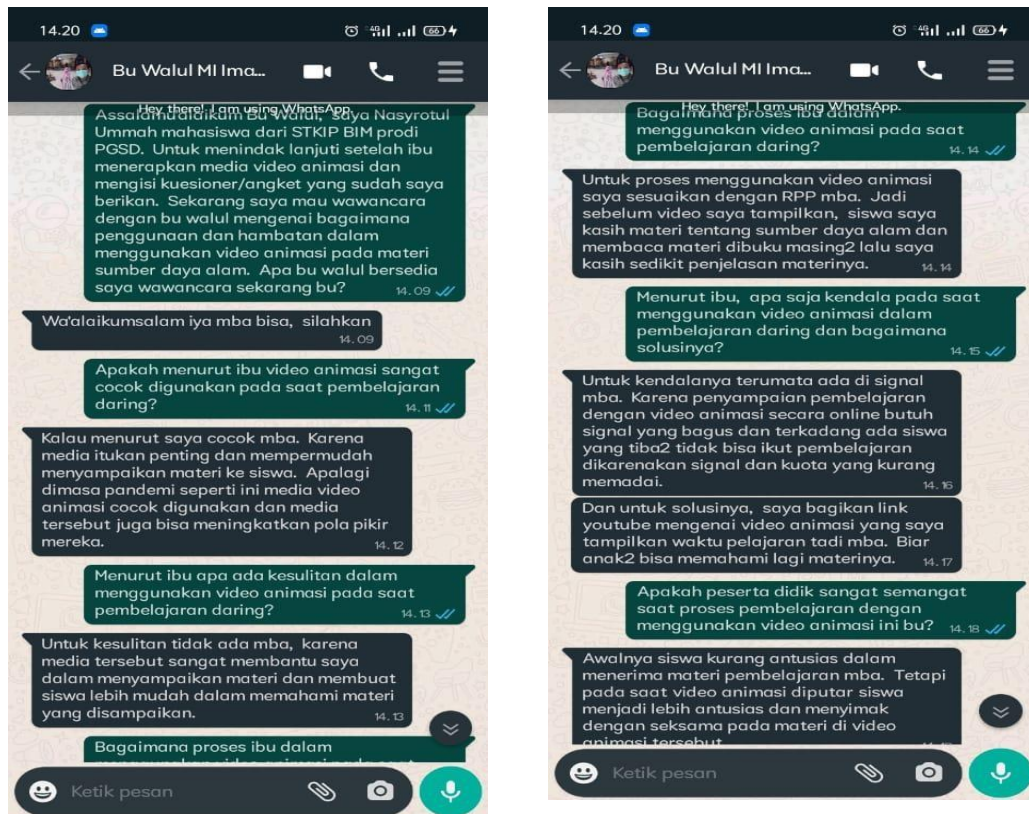 14.20
4G
66
Bu Walul MI Ima...
Hey there! I am using WhatsApp.
Assalamualaikum Bu Walul, saya Nasyrotul
Ummah mahasiswa dari STKIP BIM prodi
PGSD. Untuk menindak lanjuti setelah ibu
menerapkan media video animasi dan
mengisi kuesioner/angket yang sudah saya
berikan. Sekarang saya mau wawancara
dengan bu walul mengenai bagaimana
penggunaan dan hambatan dalam
menggunakan video animasi pada materi
sumber daya alam. Apa bu walul bersedia
saya wawancara sekarang bu?
14.09
Wa'alaikumsalam iya mba bisa, silahkan
14.09
Apakah menurut ibu video animasi sangat
cocok digunakan pada saat pembelajaran
daring?
14.11
Kalau menurut saya cocok mba. Karena
media itukan penting dan mempermudah
menyampaikan materi ke siswa. Apalagi
dimasa pandemi seperti ini media video
animasi cocok digunakan dan media
tersebut juga bisa meningkatkan pola pikir
mereka.
14.12
Menurut ibu apa ada kesulitan dalam
menggunakan video animasi pada saat
pembelajaran daring?
14.13
Untuk kesulitan tidak ada mba, karena
media tersebut sangat membantu saya
dalam menyampaikan materi dan membuat
siswa lebih mudah dalam memahami materi
yang disampaikan.
14.13
Bagaimana proses ibu dalam
menggunakan video animasi pada saat
Ketik pesan
14.20
4G
66
Bu Walul MI Ima...
Hey there! I am using WhatsApp.
Bagaimana proses ibu dalam
menggunakan video animasi pada saat
pembelajaran daring?
14.14
Untuk proses menggunakan video animasi
saya sesuaikan dengan RPP mba. Jadi
sebelum video saya tampilkan, siswa saya
kasih materi tentang sumber daya alam dan
membaca materi dibuku masing2 lalu saya
kasih sedikit penjelasan materinya.
14.14
Menurut ibu, apa saja kendala pada saat
menggunakan video animasi dalam
pembelajaran daring dan bagaimana
solusinya?
14.15
Untuk kendalanya terumata ada di signal
mba. Karena penyampaian pembelajaran
dengan video animasi secara online butuh
signal yang bagus dan terkadang ada siswa
yang tiba2 tidak bisa ikut pembelajaran
dikarenakan signal dan kuota yang kurang
memadai.
14.16
Dan untuk solusinya, saya bagikan link
youtube mengenai video animasi yang saya
tampilkan waktu pelajaran tadi mba. Biar
anak2 bisa memahami lagi materinya.
14.17
Apakah peserta didik sangat semangat
saat proses pembelajaran dengan
menggunakan video animasi ini bu?
14.18
Awalnya siswa kurang antusias dalam
menerima materi pembelajaran mba. Tetapi
pada saat video animasi diputar siswa
menjadi lebih antusias dan menyimak
dengan seksama pada materi di video
animasi tersebut
Ketik pesan